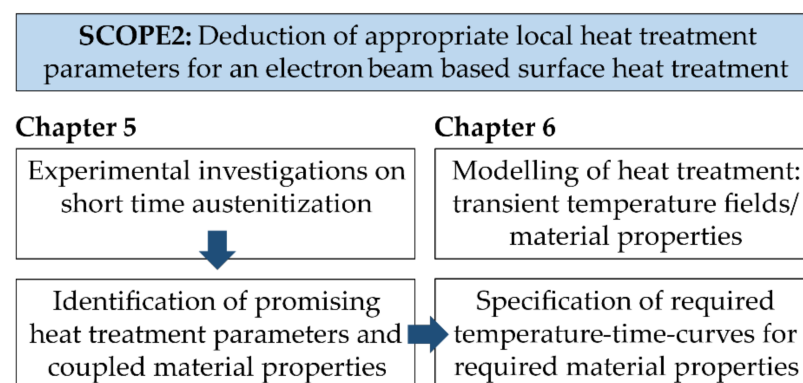 SCOPE2: Deduction of appropriate local heat treatment
parameters for an electron beam based surface heat treatment
Chapter 5
Experimental investigations on
short time austenitization
Identification of promising
heat treatment parameters and
coupled material properties
Chapter 6
Modelling of heat treatment:
transient temperature fields/
material properties
Specification of required
temperature-time-curves for
required material properties